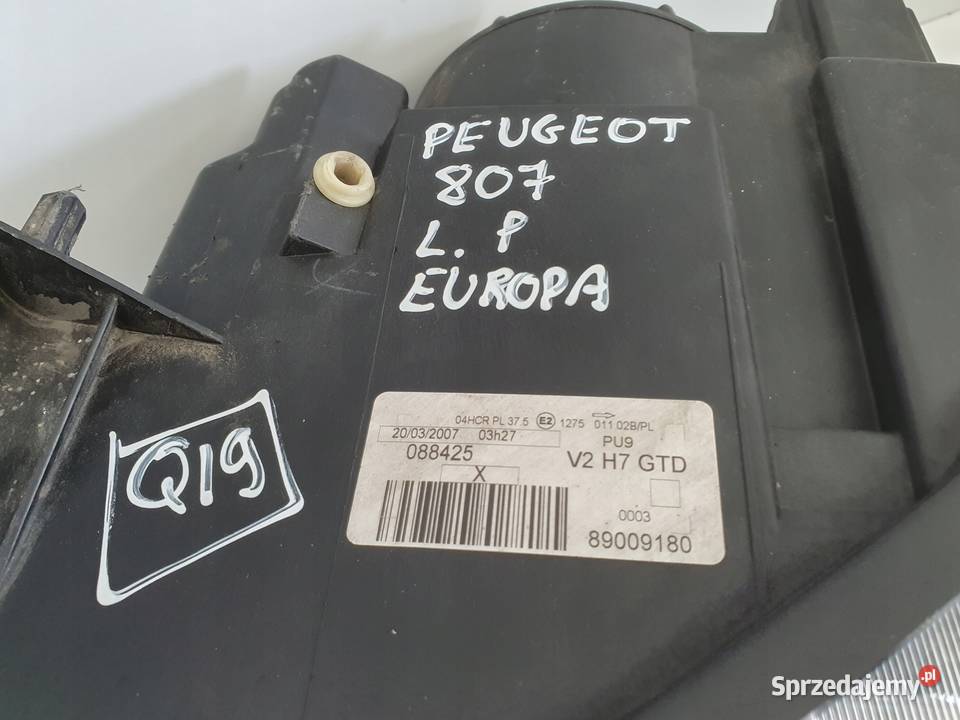 PEUGEOT
807
L. P
EUROPA
Q19
04HCR PL 37.5 E2 1275 011 02B/PL
20/03/2007 03h27 PU9
088425 V2 H7 GTD
X
0003
89009180
Sprzedajemy.pl